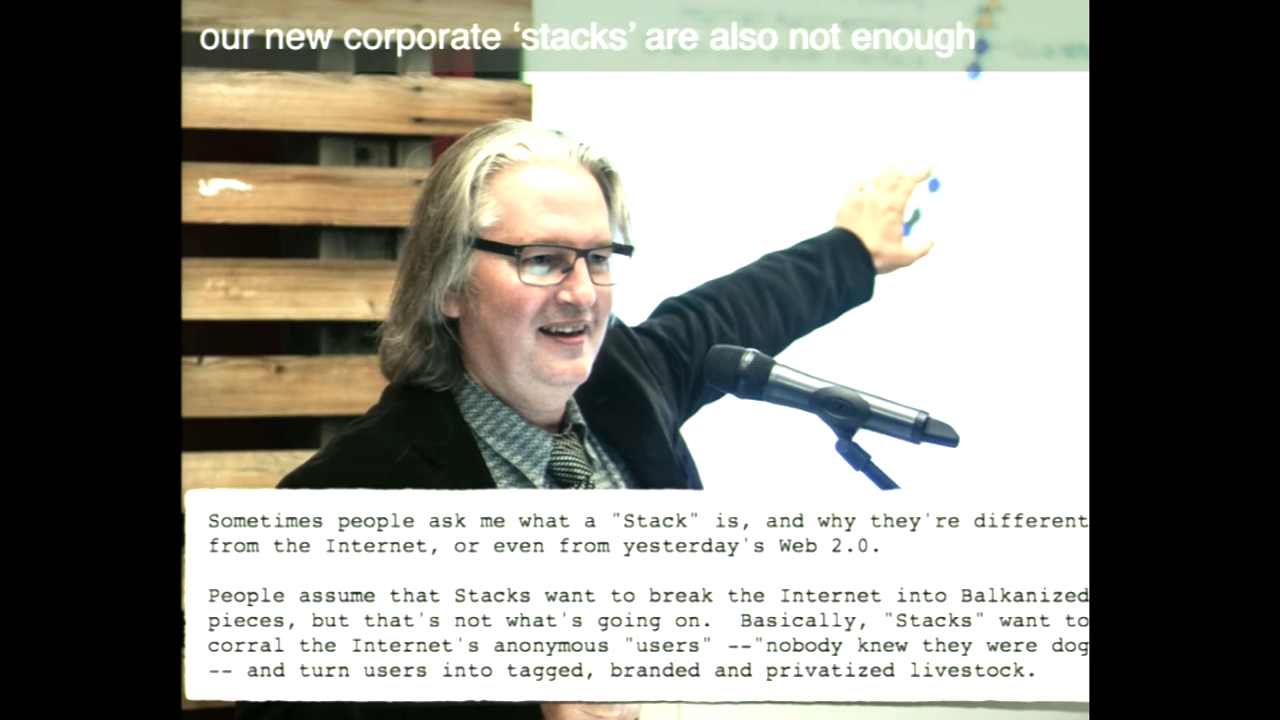 our new corporate ‘stacks’ are also not enough
Sometimes people ask me what a "Stack" is, and why they're different
from the Internet, or even from yesterday's Web 2.0.
People assume that Stacks want to break the Internet into Balkanized
pieces, but that's not what's going on. Basically, "Stacks" want to
corral the Internet's anonymous "users" --"nobody knew they were dog
-- and turn users into tagged, branded and privatized livestock.